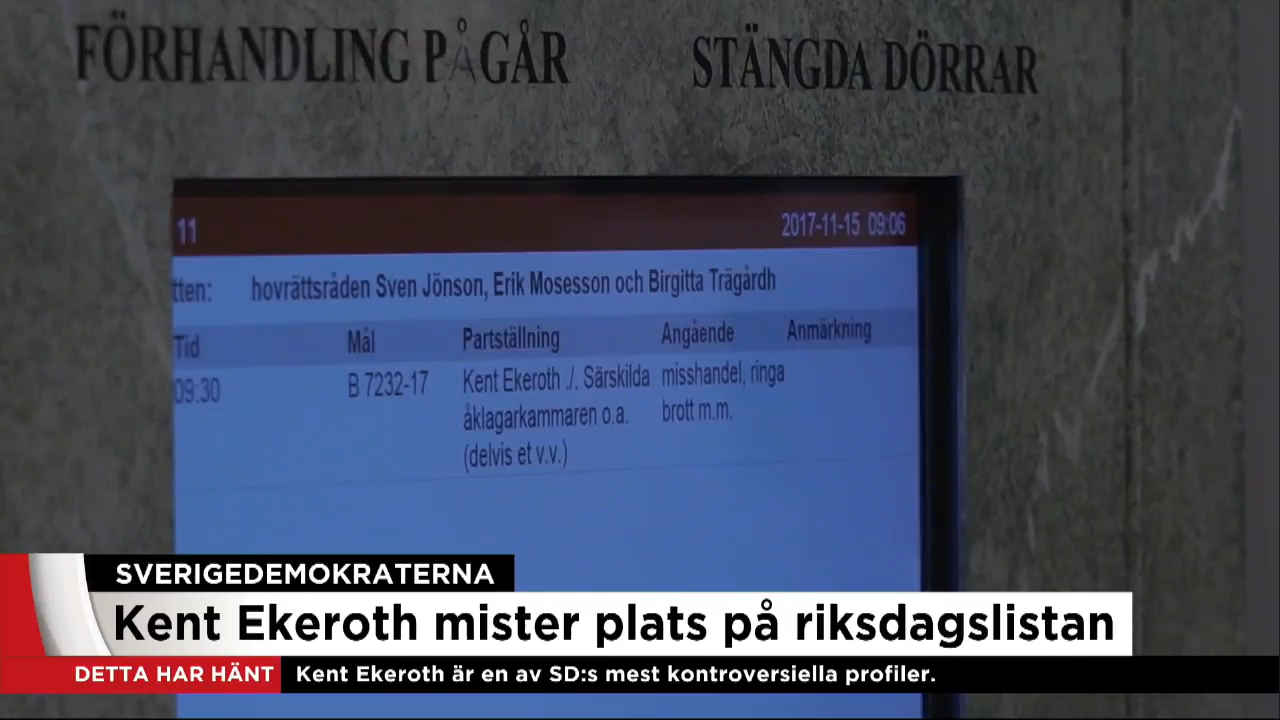 FÖRHANDLING PÅGÅR STÄNGDA DÖRRAR
11 2017-11-15 09:06
tten: hovrättsråden Sven Jönson, Erik Mosesson och Birgitta Trägårdh
Tid Mål Partställning Angående Anmärkning
09:30 B 7232-17 Kent Ekeroth ./. Särskilda misshandel, ringa
åklagarkammaren o.a. brott m.m.
(delvis et v.v.)
SVERIGEDEMOKRATERNA
Kent Ekeroth mister plats på riksdagslistan
DETTA HAR HÄNT Kent Ekeroth är en av SD:s mest kontroversiella profiler.